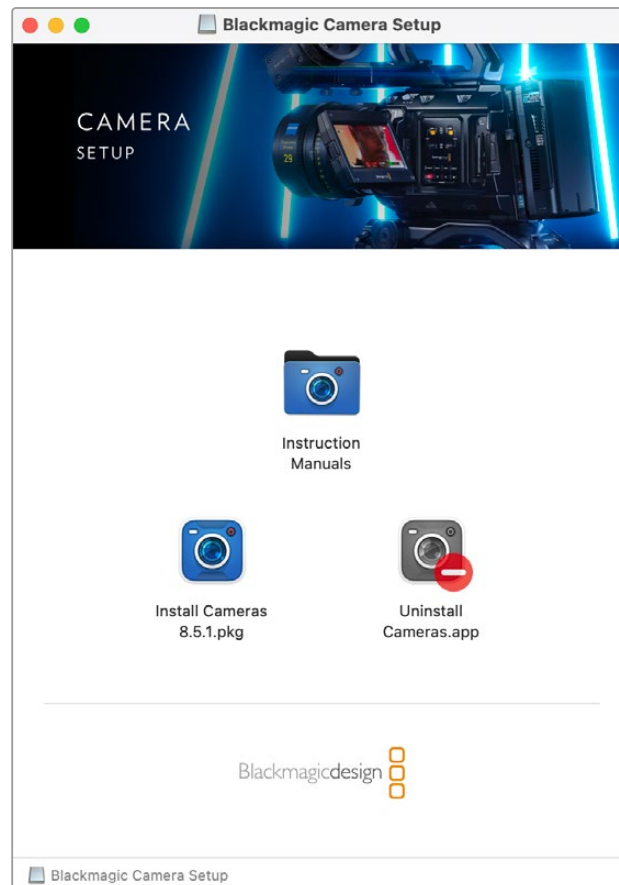 Blackmagic Camera Setup
CAMERA
SETUP
29
Instruction
Manuals
Install Cameras
8.5.1.pkg
Uninstall
Cameras.app
Blackmagicdesign
Blackmagic Camera Setup